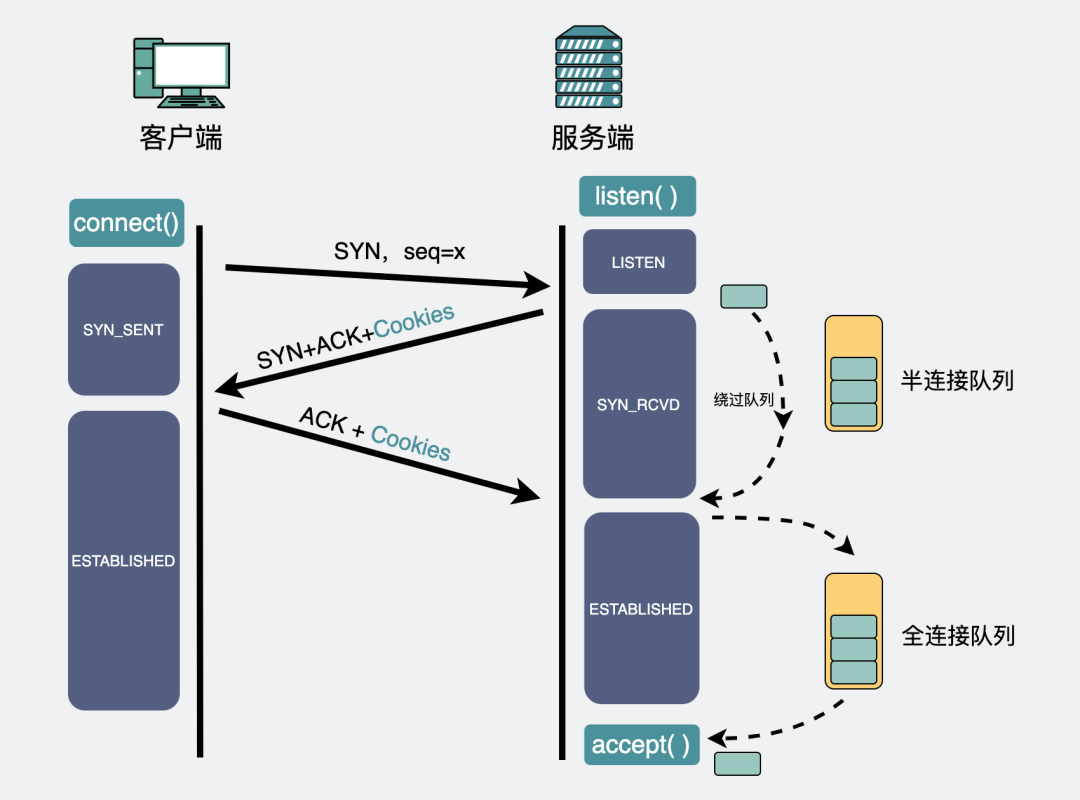 客户端
服务端
connect()
listen( )
SYN，seq=x
LISTEN
SYN_SENT
SYN+ACK+Cookies
半连接队列
绕过队列
SYN_RCVD
ACK + Cookies
ESTABLISHED
ESTABLISHED
全连接队列
accept( )